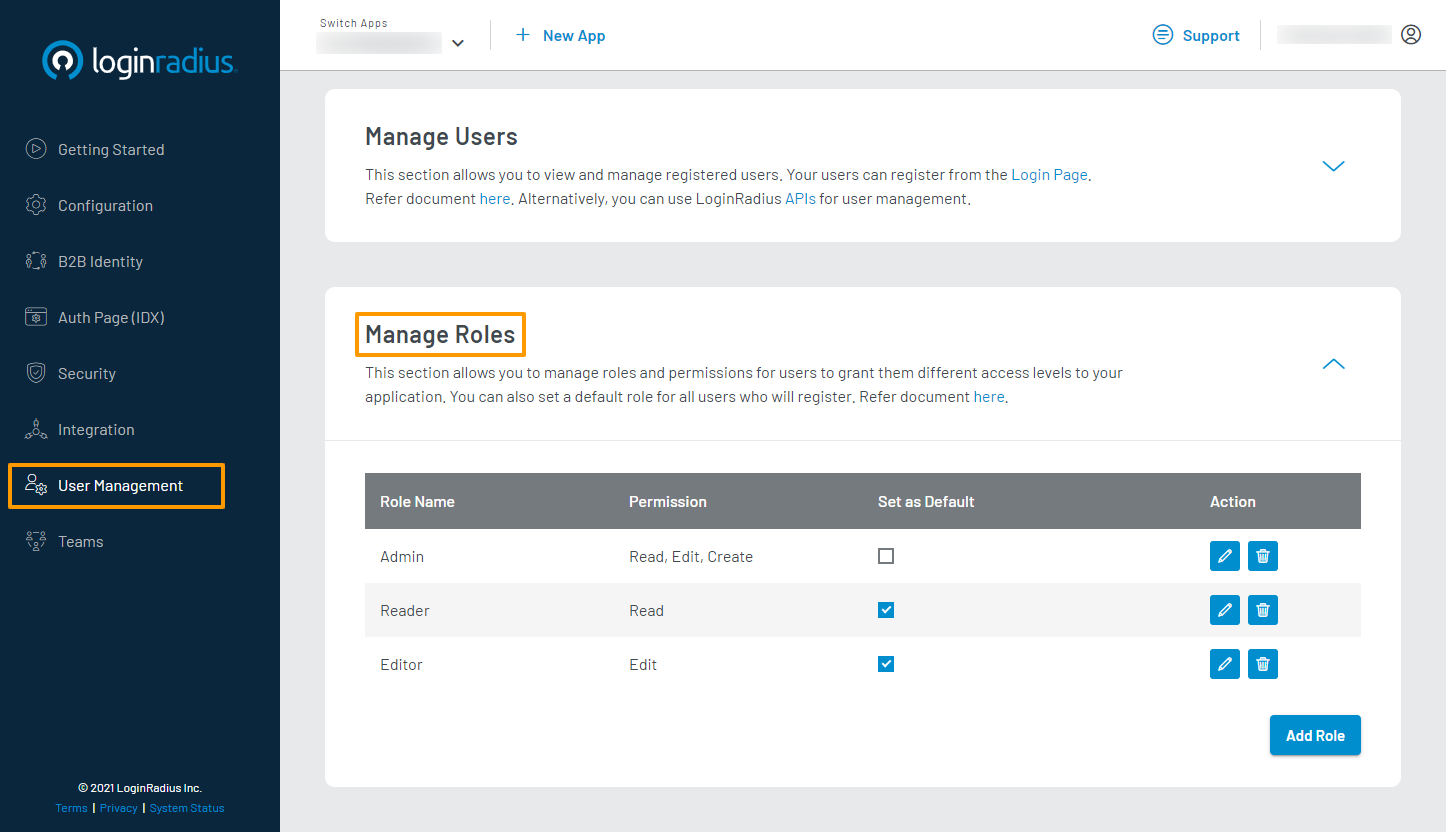 loginradius
Getting Started
Configuration
B2B Identity
Auth Page (IDX)
Security
Integration
User Management
Teams
© 2021 LoginRadius Inc.
Terms | Privacy | System Status
Switch Apps
+ New App
Support
Manage Users
This section allows you to view and manage registered users. Your users can register from the Login Page.
Refer document here. Alternatively, you can use LoginRadius APIs for user management.
Manage Roles
This section allows you to manage roles and permissions for users to grant them different access levels to your
application. You can also set a default role for all users who will register. Refer document here.
Role Name Permission Set as Default Action
Admin Read, Edit, Create
Reader Read
Editor Edit
Add Role